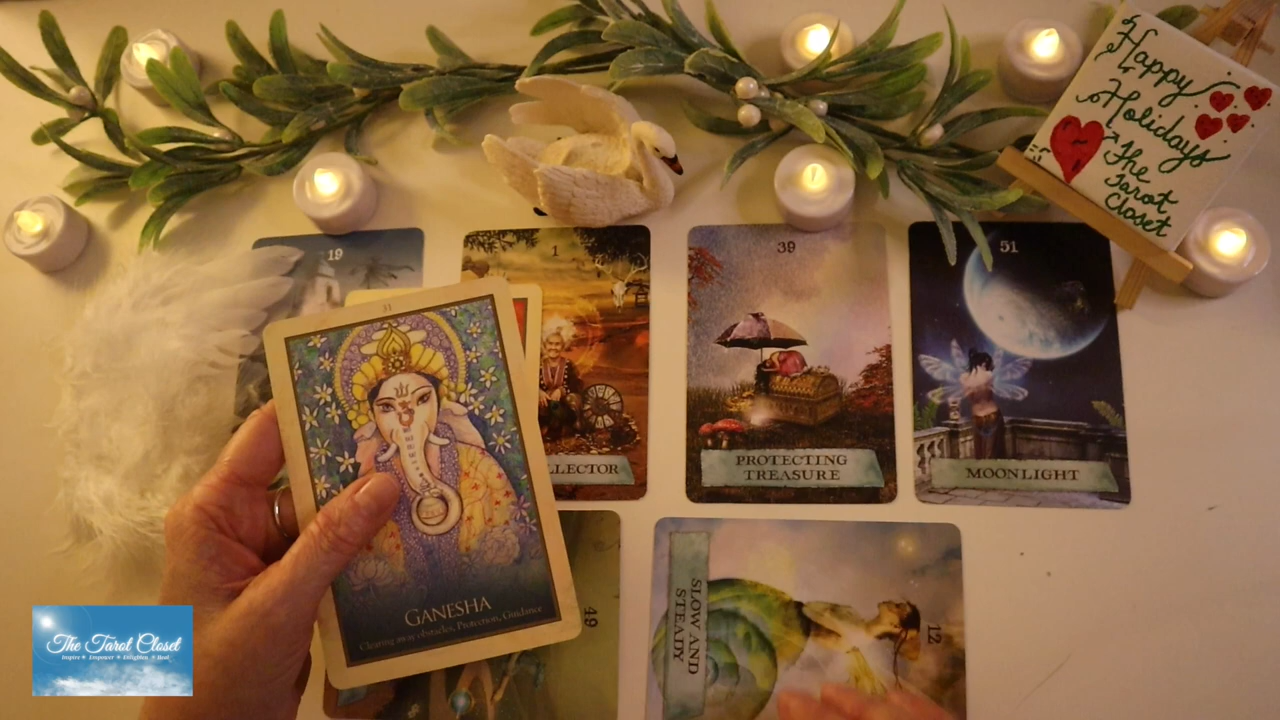 Happy
Holidays
The
Tarot
Closet
19
1
39
51
31
LLECTOR
PROTECTING
TREASURE
MOONLIGHT
GANESHA
Clearing away obstacles, Protection, Guidance
49
SLOW AND
STEADY
12
The Tarot Closet
Inspire Empower Enlighten Heal